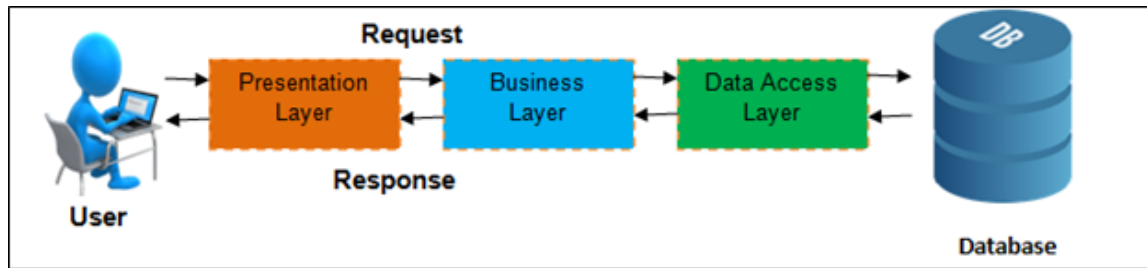 Request
DB
Presentation
Layer
Business
Layer
Data Access
Layer
Response
User
Database